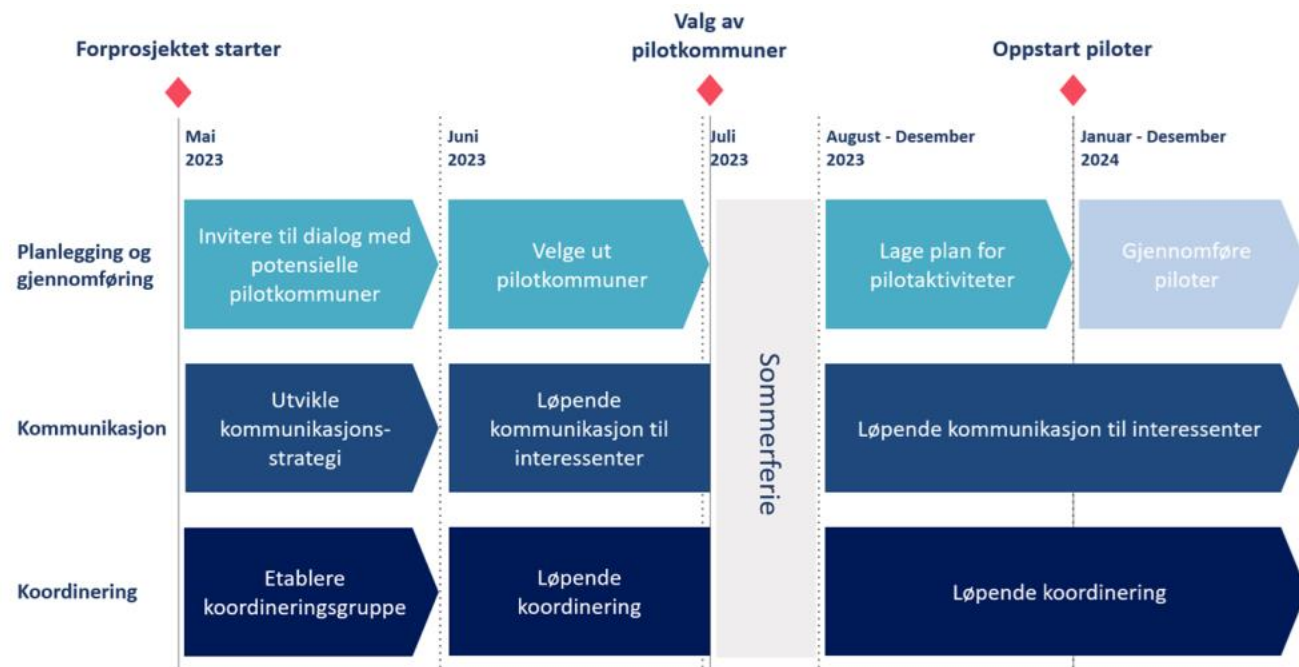 Forprosjektet starter
Valg av
pilotkommuner
Oppstart piloter
Mai
2023
Juni
2023
Juli
2023
August - Desember
2023
Januar - Desember
2024
Planlegging og
gjennomføring
Invitere til dialog med
potensielle
pilotkommuner
Velge ut
pilotkommuner
Sommerferie
Lage plan for
pilotaktiviteter
Gjennomføre
piloter
Kommunikasjon
Utvikle
kommunikasjons-
strategi
Løpende
kommunikasjon til
interessenter
Løpende kommunikasjon til interessenter
Koordinering
Etablere
koordineringsgruppe
Løpende
koordinering
Løpende koordinering